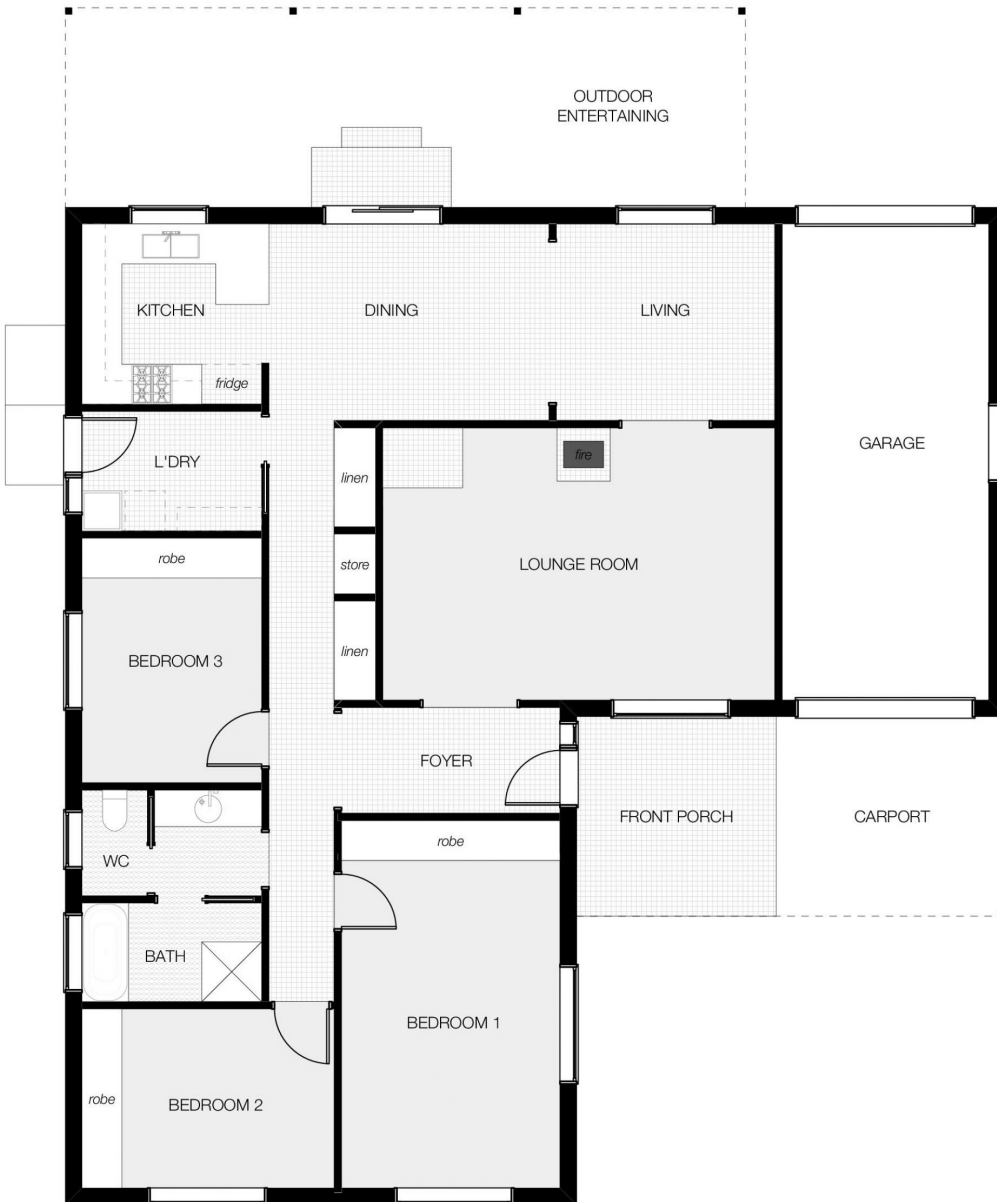 OUTDOOR
ENTERTAINING
KITCHEN
DINING
LIVING
fridge
GARAGE
L'DRY
linen
fire
robe
store
LOUNGE ROOM
linen
BEDROOM 3
FOYER
FRONT PORCH
CARPORT
robe
WC
BATH
BEDROOM 1
robe
BEDROOM 2